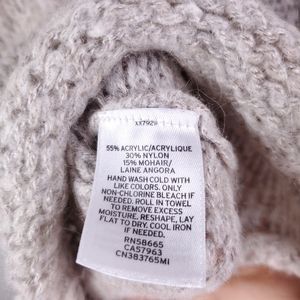 xx7929
55% ACRYLIC/ACRYLIQUE
30% NYLON
15% MOHAIR/
LAINE ANGORA
HAND WASH COLD WITH
LIKE COLORS. ONLY
NON-CHLORINE BLEACH IF
NEEDED. ROLL IN TOWEL
TO REMOVE EXCESS
MOISTURE. RESHAPE, LAY
FLAT TO DRY. COOL IRON
IF NEEDED.
RN58665
CA57963
CN383765MI